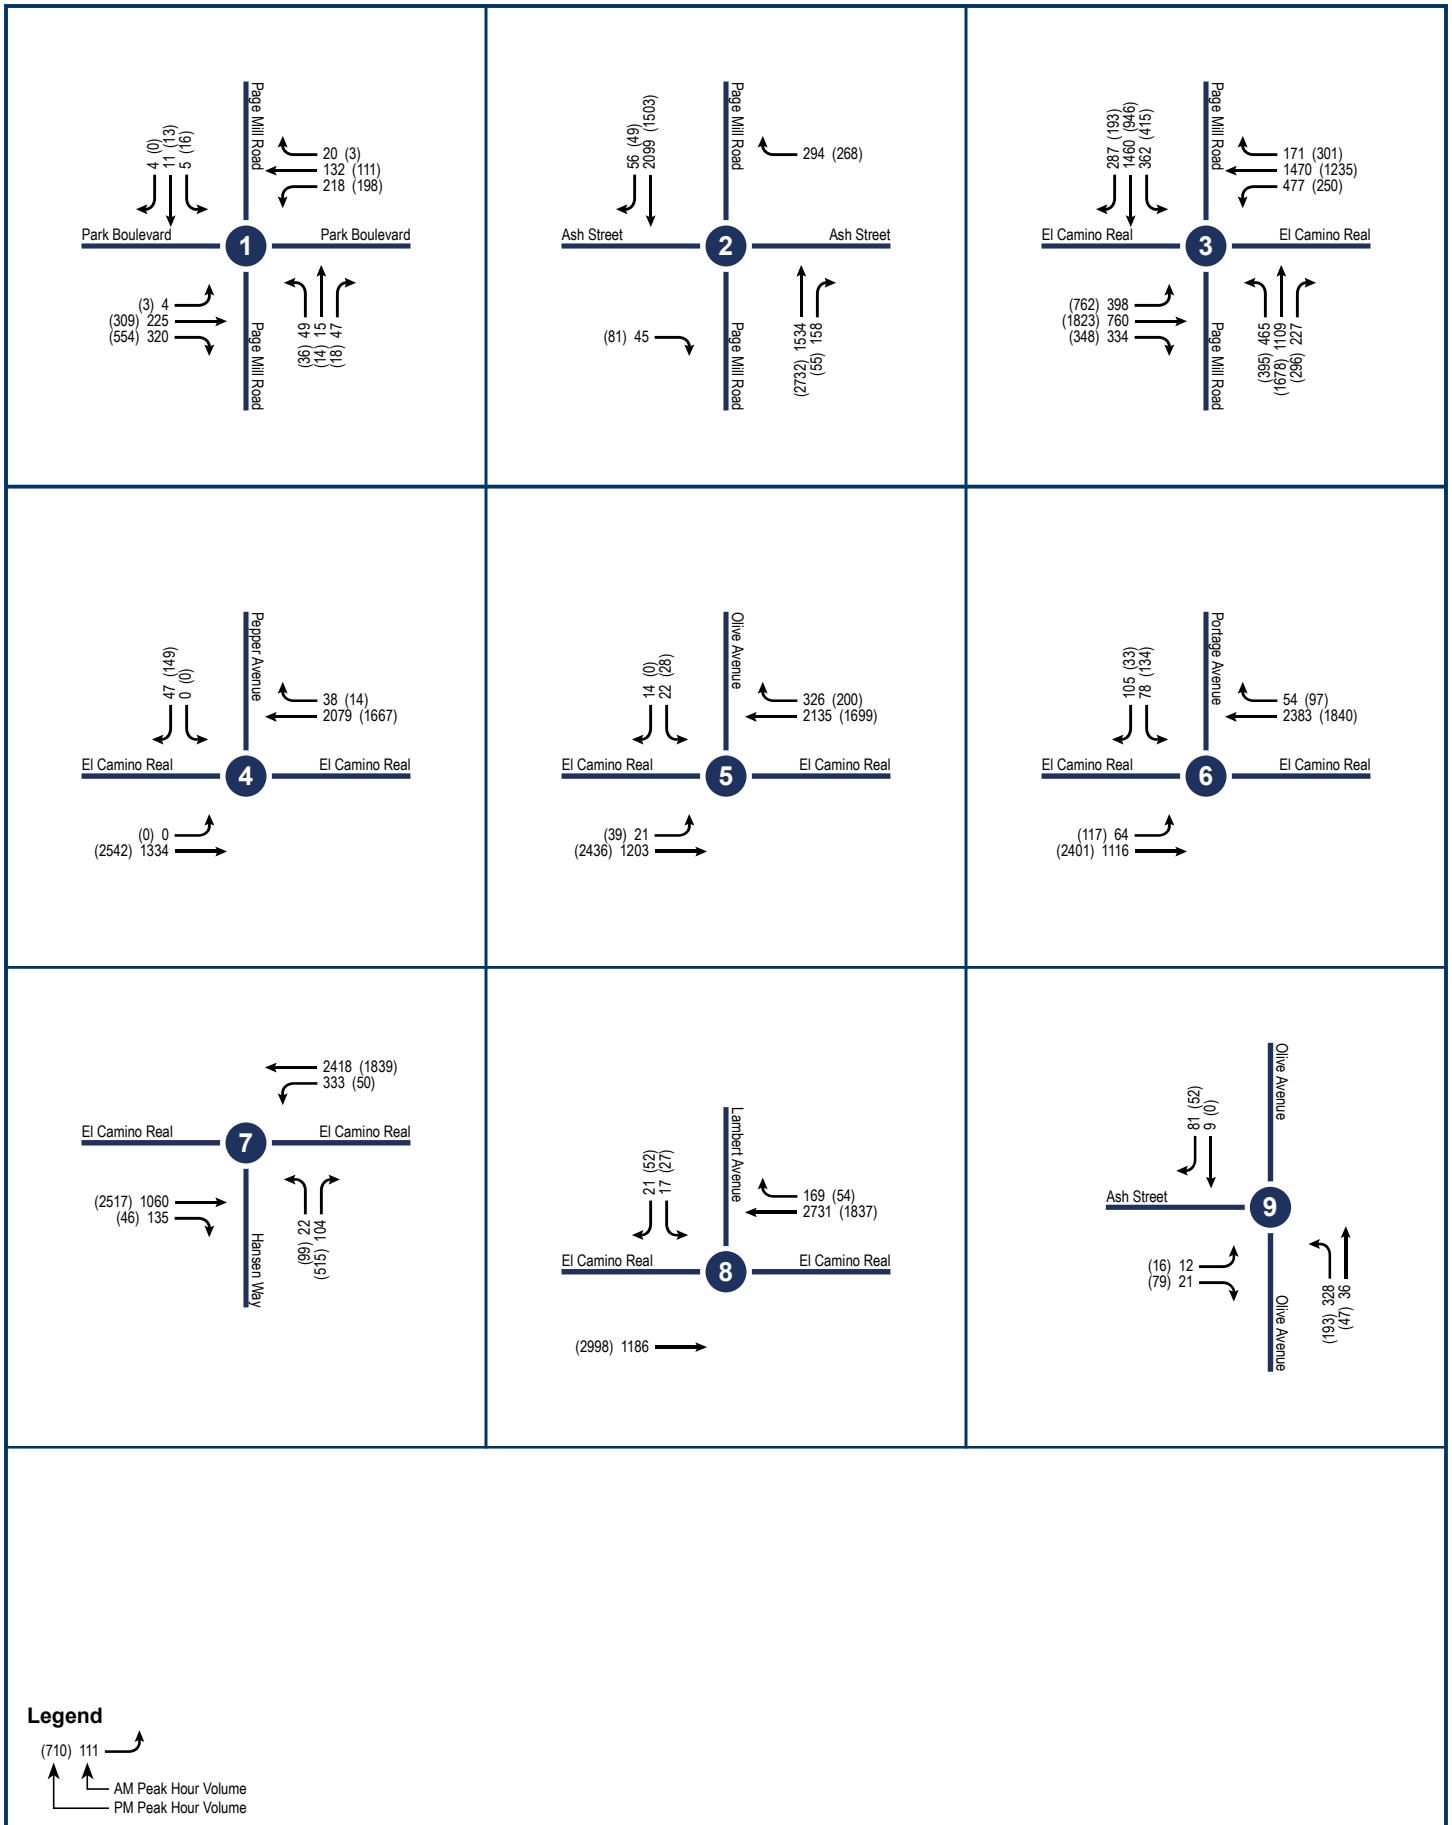 Page Mill Road
4 (0)
11 (13)
5 (16)
20 (3)
132 (111)
218 (198)
Park Boulevard
1
Park Boulevard
(3) 4
(309) 225
(554) 320
Page Mill Road
(36) 49
(14) 15
(18) 47
Page Mill Road
56 (49)
2099 (1503)
294 (268)
Ash Street
2
Ash Street
(81) 45
Page Mill Road
(2732) 1534
(55) 158
Page Mill Road
287 (193)
1460 (946)
362 (415)
171 (301)
1470 (1235)
477 (250)
El Camino Real
3
El Camino Real
(762) 398
(1823) 760
(348) 334
Page Mill Road
(395) 465
(1678) 1109
(296) 227
Pepper Avenue
47 (149)
0 (0)
38 (14)
2079 (1667)
El Camino Real
4
El Camino Real
(0) 0
(2542) 1334
Olive Avenue
14 (0)
22 (28)
326 (200)
2135 (1699)
El Camino Real
5
El Camino Real
(39) 21
(2436) 1203
Portage Avenue
105 (33)
78 (134)
54 (97)
2383 (1840)
El Camino Real
6
El Camino Real
(117) 64
(2401) 1116
2418 (1839)
333 (50)
El Camino Real
7
El Camino Real
(2517) 1060
(46) 135
Hansen Way
(99) 22
(515) 104
Lambert Avenue
21 (52)
17 (27)
169 (54)
2731 (1837)
El Camino Real
8
El Camino Real
(2998) 1186
Olive Avenue
81 (52)
9 (0)
Ash Street
9
(16) 12
(79) 21
Olive Avenue
(193) 328
(47) 36
Legend
(710) 111
AM Peak Hour Volume
PM Peak Hour Volume